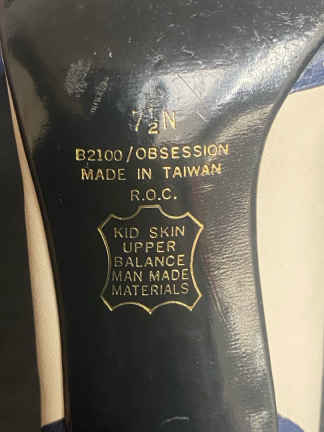 7½N
B2100/OBSESSION
MADE IN TAIWAN
R.O.C.
KID SKIN
UPPER
BALANCE
MAN MADE
MATERIALS